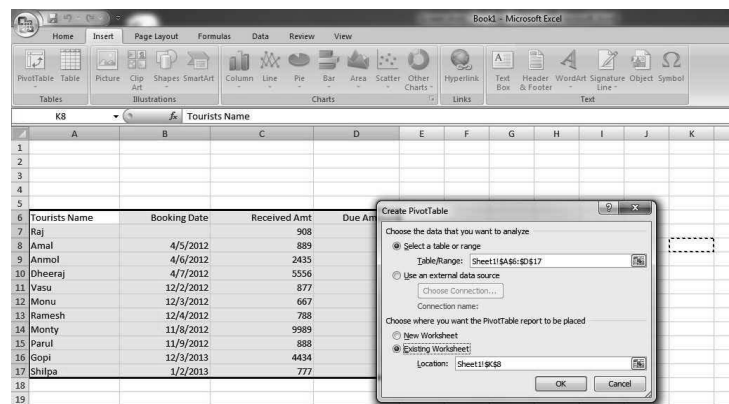 Book1 - Microsoft Excel
Home Insert Page Layout Formulas Data Review View
PivotTable Table Picture Clip Art Shapes SmartArt Column Line Pie Bar Area Scatter Other Charts Hyperlink Text Box Header & Footer WordArt Signature Line Object Symbol
Tables Illustrations Charts Links Text
K8 fx Tourists Name
A B C D E F G H I J K
1
2
3
4
5
6 Tourists Name Booking Date Received Amt Due Am
7 Raj 908
8 Amal 4/5/2012 889
9 Anmol 4/6/2012 2435
10 Dheeraj 4/7/2012 5556
11 Vasu 12/2/2012 877
12 Monu 12/3/2012 667
13 Ramesh 12/4/2012 788
14 Monty 11/8/2012 9989
15 Parul 11/9/2012 888
16 Gopi 12/3/2013 4434
17 Shilpa 1/2/2013 777
18
19
Create PivotTable
Choose the data that you want to analyze
Select a table or range
Table/Range: Sheet1!$A$6:$D$17
Use an external data source
Choose Connection...
Connection name:
Choose where you want the PivotTable report to be placed
New Worksheet
Existing Worksheet
Location: Sheet1!$K$8
OK Cancel